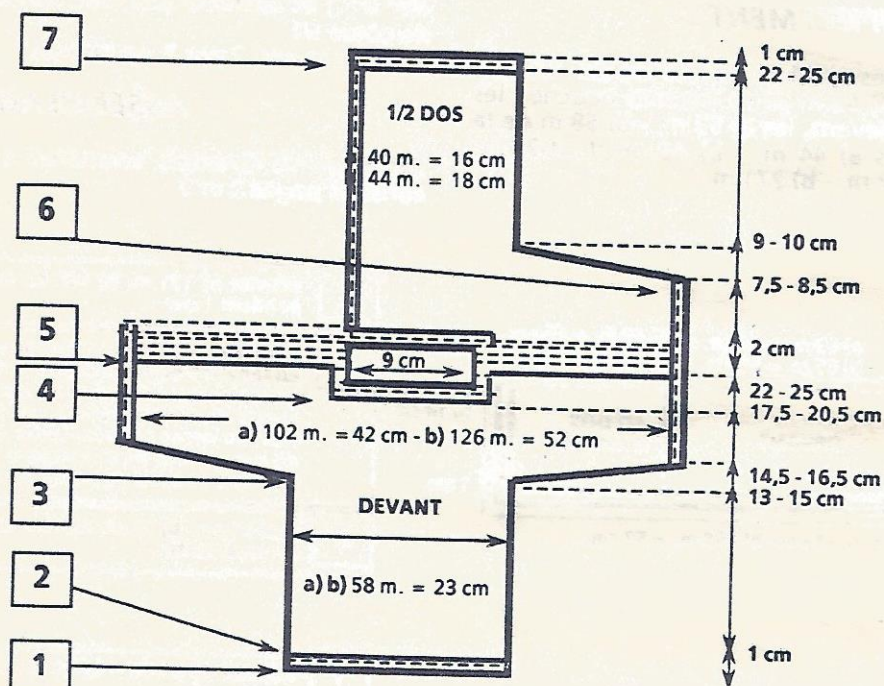 7
1 cm
22 - 25 cm
1/2 DOS
40 m. = 16 cm
44 m. = 18 cm
6
9 - 10 cm
7,5 - 8,5 cm
5
2 cm
9 cm
4
22 - 25 cm
17,5 - 20,5 cm
a) 102 m. = 42 cm - b) 126 m. = 52 cm
3
14,5 - 16,5 cm
13 - 15 cm
DEVANT
2
a) b) 58 m. = 23 cm
1
1 cm